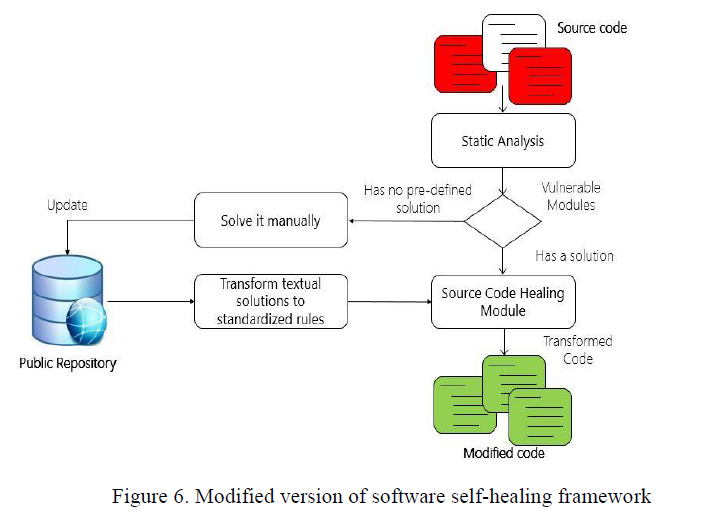 Source code
Static Analysis
Has no pre-defined
solution
Vulnerable
Modules
Update
Solve it manually
Has a solution
Transform textual
solutions to
standardized rules
Source Code Healing
Module
Public Repository
Transformed
Code
Modified code
Figure 6. Modified version of software self-healing framework